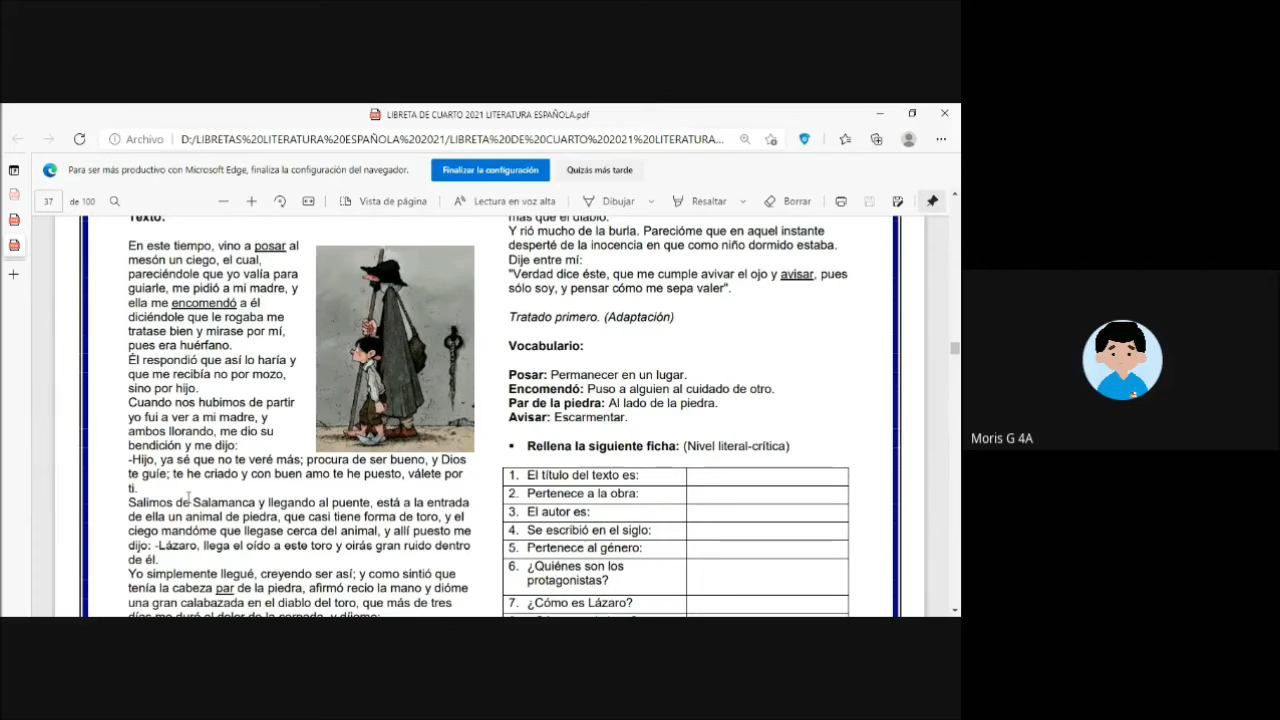 LIBRETA DE CUARTO 2021 LITERATURA ESPAÑOLA.pdf
Archivo
D:/LIBRETAS%20LITERATURA%20ESPAÑOLA%202021/LIBRETA%20DE%20CUARTO%202021%20LITERATURA...
Para ser más productivo con Microsoft Edge, finaliza la configuración del navegador.
Finalizar la configuración
Quizás más tarde
37 de 100
Vista de página
Lectura en voz alta
Dibujar
Resaltar
Borrar
Texto:
En este tiempo, vino a posar al
mesón un ciego, el cual,
pareciéndole que yo valía para
guiarle, me pidió a mi madre, y
ella me encomendó a él
diciéndole que le rogaba me
tratase bien y mirase por mí,
pues era huérfano.
Él respondió que así lo haría y
que me recibía no por mozo,
sino por hijo.
Cuando nos hubimos de partir
yo fui a ver a mi madre, y
ambos llorando, me dio su
bendición y me dijo:
-Hijo, ya sé que no te veré más; procura de ser bueno, y Dios
te guíe; te he criado y con buen amo te he puesto, válete por
ti.
Salimos de Salamanca y llegando al puente, está a la entrada
de ella un animal de piedra, que casi tiene forma de toro, y el
ciego mandóme que llegase cerca del animal, y allí puesto me
dijo: -Lázaro, llega el oído a este toro y oirás gran ruido dentro
de él.
Yo simplemente llegué, creyendo ser así; y como sintió que
tenía la cabeza par de la piedra, afirmó recio la mano y dióme
una gran calabazada en el diablo del toro, que más de tres
días me duró el dolor de la cornada, y díjome:
más que el diablo.
Y rió mucho de la burla. Parecióme que en aquel instante
desperté de la inocencia en que como niño dormido estaba.
Dije entre mí:
"Verdad dice éste, que me cumple avivar el ojo y avisar, pues
sólo soy, y pensar cómo me sepa valer".
Tratado primero. (Adaptación)
Vocabulario:
Posar: Permanecer en un lugar.
Encomendó: Puso a alguien al cuidado de otro.
Par de la piedra: Al lado de la piedra.
Avisar: Escarmentar.
▪ Rellena la siguiente ficha: (Nivel literal-crítica)
1. El título del texto es:
2. Pertenece a la obra:
3. El autor es:
4. Se escribió en el siglo:
5. Pertenece al género:
6. ¿Quiénes son los
protagonistas?
7. ¿Cómo es Lázaro?
Moris G 4A